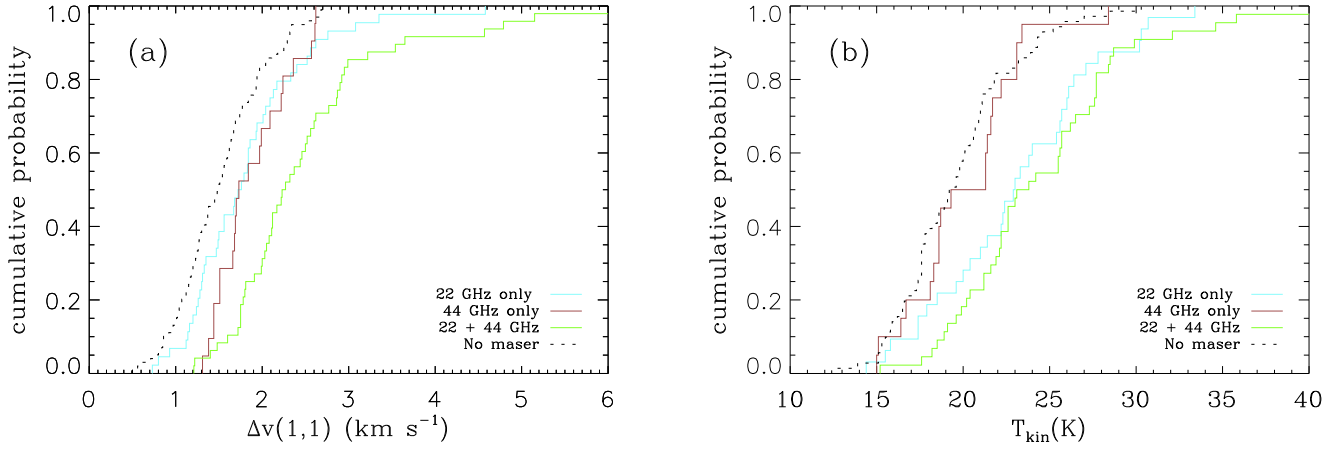 (a)
cumulative probability
1.0
0.8
0.6
0.4
0.2
0.0
22 GHz only
44 GHz only
22 + 44 GHz
No maser
0 1 2 3 4 5 6
Δv(1,1) (km s⁻¹)
(b)
cumulative probability
1.0
0.8
0.6
0.4
0.2
0.0
22 GHz only
44 GHz only
22 + 44 GHz
No maser
10 15 20 25 30 35 40
T_kin(K)